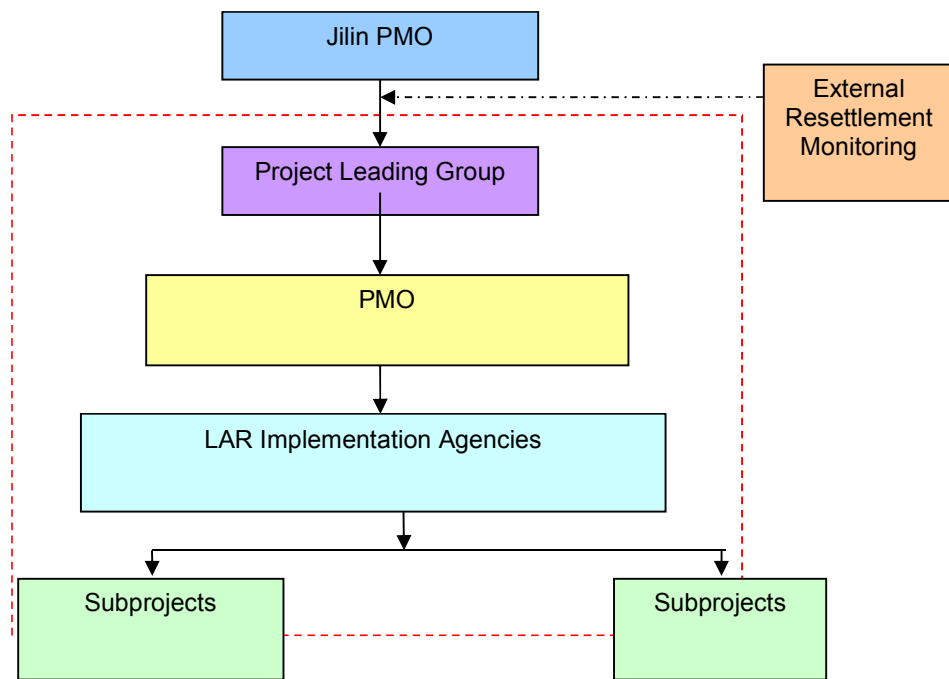 Jilin PMO
External
Resettlement
Monitoring
Project Leading Group
PMO
LAR Implementation Agencies
Subprojects
Subprojects